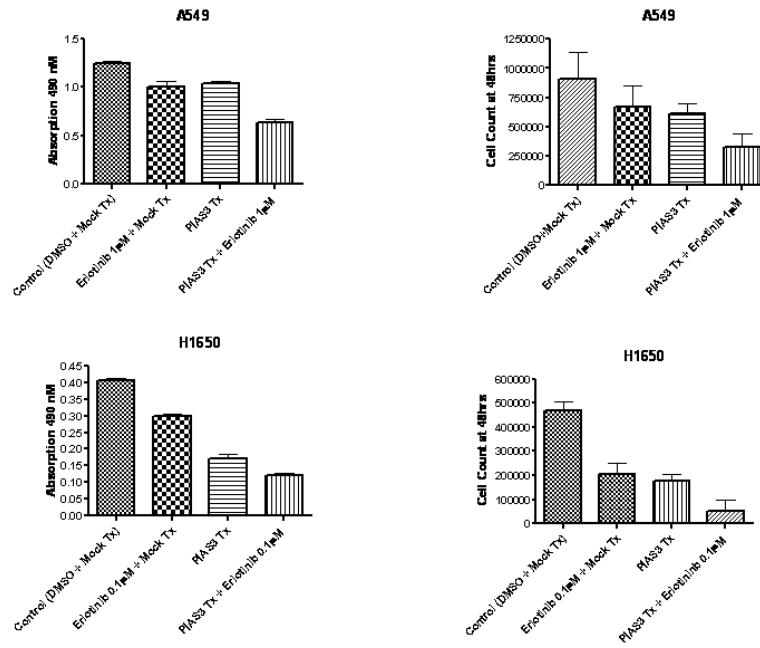 A549
Absorption 490 nM
1.5
1.0
0.5
0.0
Control (DMSO + Mock Tx)
Erlotinib 1µM + Mock Tx
PIAS3 Tx
PIAS3 Tx + Erlotinib 1µM
A549
Cell Count at 48hrs
1250000
1000000
750000
500000
250000
0
Control (DMSO+Mock Tx)
Erlotinib 1µM + Mock Tx
PIAS3 Tx
PIAS3 Tx + Erlotinib 1µM
H1650
Absorption 490 nM
0.45
0.40
0.35
0.30
0.25
0.20
0.15
0.10
0.05
0.00
Control (DMSO + Mock Tx)
Erlotinib 0.1µM + Mock Tx
PIAS3 Tx
PIAS3 Tx + Erlotinib 0.1µM
H1650
Cell Count at 48hrs
600000
500000
400000
300000
200000
100000
0
Control (DMSO + Mock Tx)
Erlotinib 0.1µM + Mock Tx
PIAS3 Tx
PIAS3 Tx + Erlotinib 0.1µM